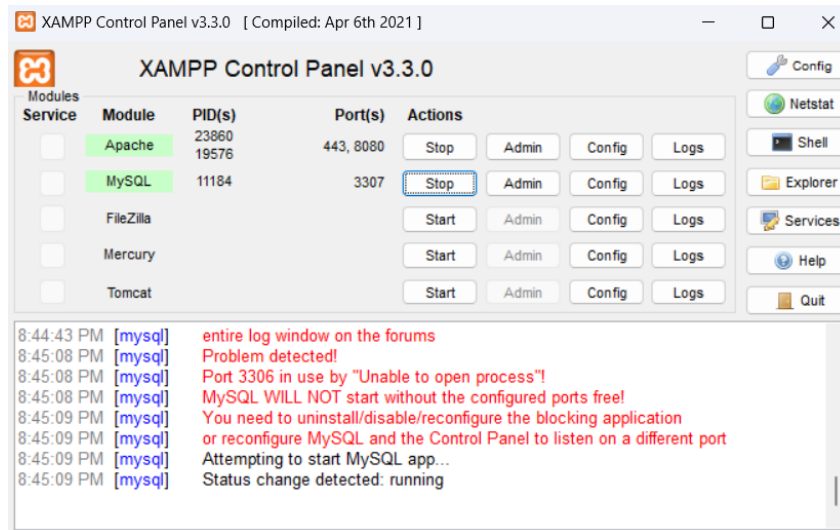 XAMPP Control Panel v3.3.0 [ Compiled: Apr 6th 2021 ]
XAMPP Control Panel v3.3.0
Config
Modules
Netstat
Service Module PID(s) Port(s) Actions
Apache 23860 19576 443, 8080 Stop Admin Config Logs
Shell
MySQL 11184 3307 Stop Admin Config Logs
Explorer
FileZilla Start Admin Config Logs
Services
Mercury Start Admin Config Logs
Help
Tomcat Start Admin Config Logs
Quit
8:44:43 PM [mysql] entire log window on the forums
8:45:08 PM [mysql] Problem detected!
8:45:08 PM [mysql] Port 3306 in use by "Unable to open process"!
8:45:08 PM [mysql] MySQL WILL NOT start without the configured ports free!
8:45:09 PM [mysql] You need to uninstall/disable/reconfigure the blocking application
8:45:09 PM [mysql] or reconfigure MySQL and the Control Panel to listen on a different port
8:45:09 PM [mysql] Attempting to start MySQL app...
8:45:09 PM [mysql] Status change detected: running